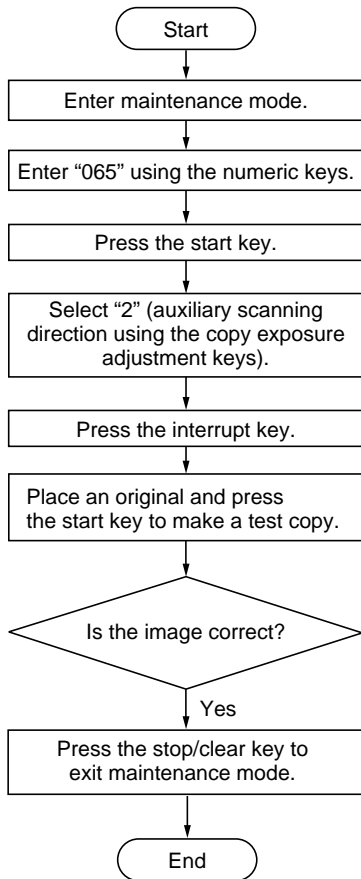 Start
Enter maintenance mode.
Enter “065” using the numeric keys.
Press the start key.
Select “2” (auxiliary scanning
direction using the copy exposure
adjustment keys).
Press the interrupt key.
Place an original and press
the start key to make a test copy.
Is the image correct?
Yes
Press the stop/clear key to
exit maintenance mode.
End